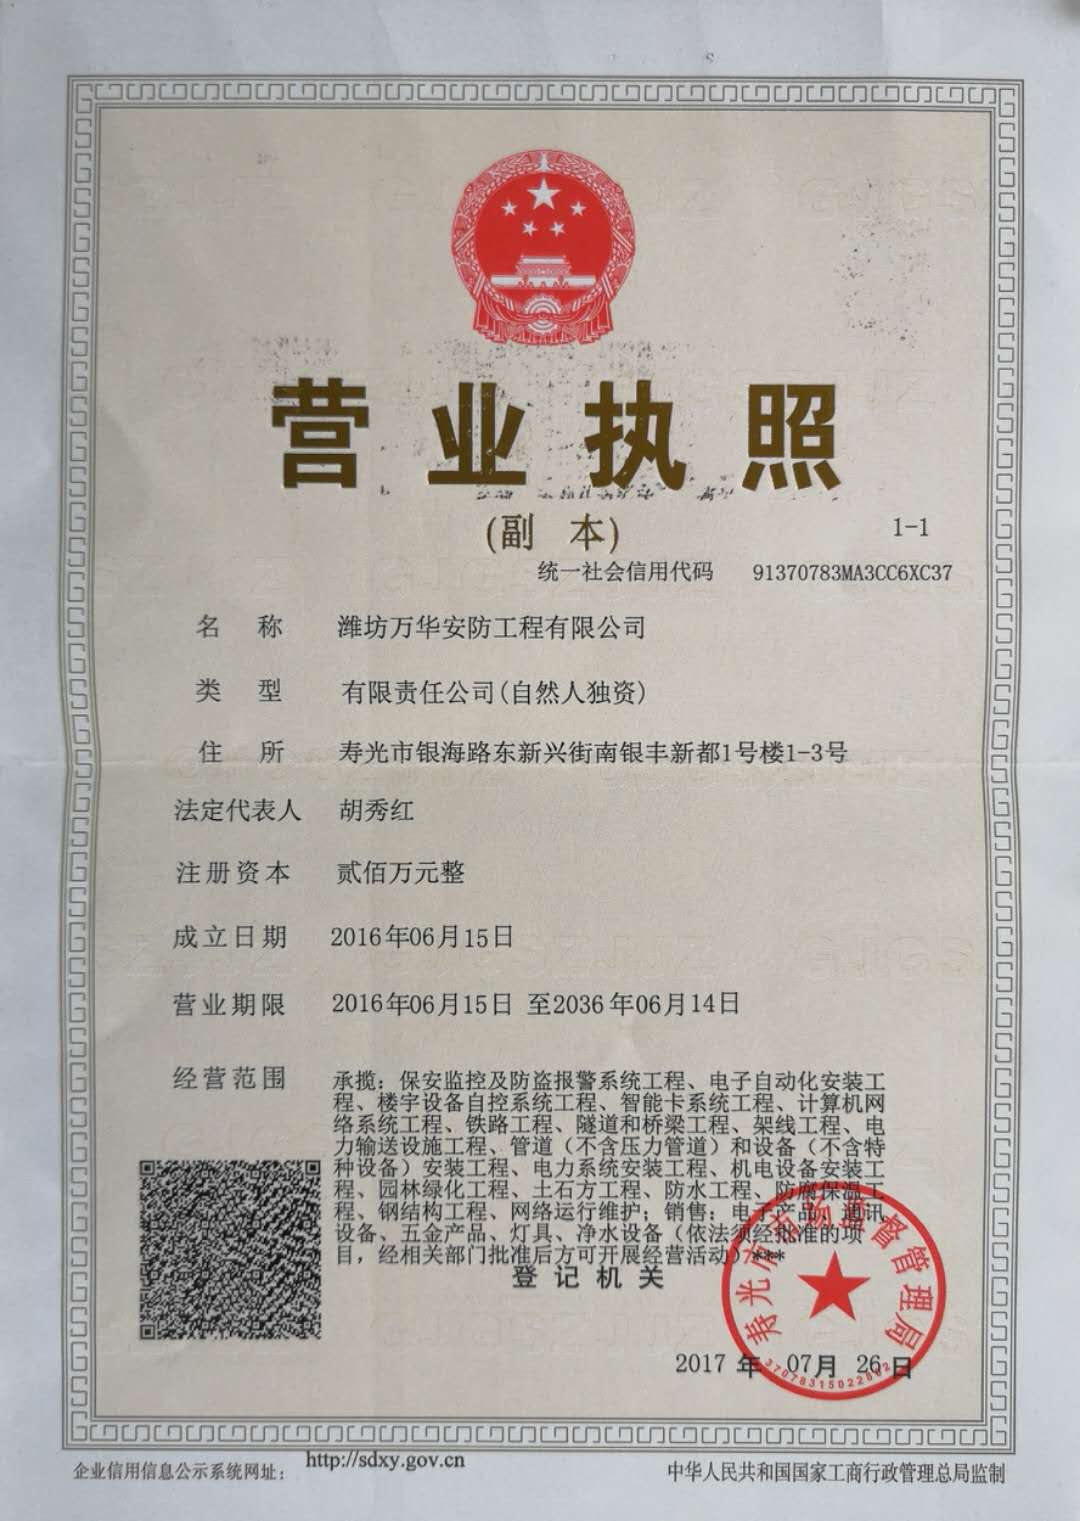 营业执照
(副 本)
1-1
统一社会信用代码 91370783MA3CC6XC37
名 称 潍坊万华安防工程有限公司
类 型 有限责任公司(自然人独资)
住 所 寿光市银海路东新兴街南银丰新都1号楼1-3号
法定代表人 胡秀红
注册资本 贰佰万元整
成立日期 2016年06月15日
营业期限 2016年06月15日 至2036年06月14日
经营范围 承揽：保安监控及防盗报警系统工程、电子自动化安装工
程、楼宇设备自控系统工程、智能卡系统工程、计算机网
络系统工程、铁路工程、隧道和桥梁工程、架线工程、电
力输送设施工程、管道（不含压力管道）和设备（不含特
种设备）安装工程、电力系统安装工程、机电设备安装工
程、园林绿化工程、土石方工程、防水工程、防腐保温工
程、钢结构工程、网络运行维护；销售：电子产品、通讯
设备、五金产品、灯具、净水设备（依法须经批准的项
目，经相关部门批准后方可开展经营活动）***
登记机关
寿光市市场监督管理局
2017 年 07月 26日
企业信用信息公示系统网址： http://sdxy.gov.cn
中华人民共和国国家工商行政管理总局监制